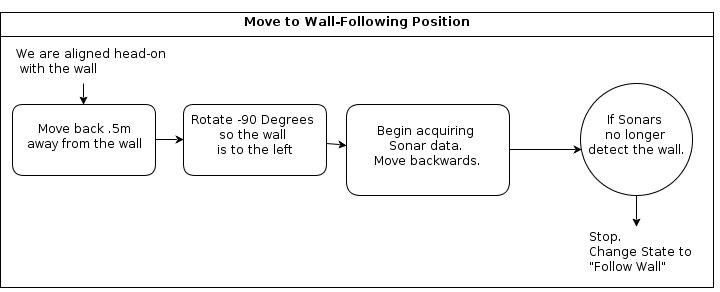 Move to Wall-Following Position
We are aligned head-on
with the wall
Move back .5m
away from the wall
Rotate -90 Degrees
so the wall
is to the left
Begin acquiring
Sonar data.
Move backwards.
If Sonars
no longer
detect the wall.
Stop.
Change State to
"Follow Wall"